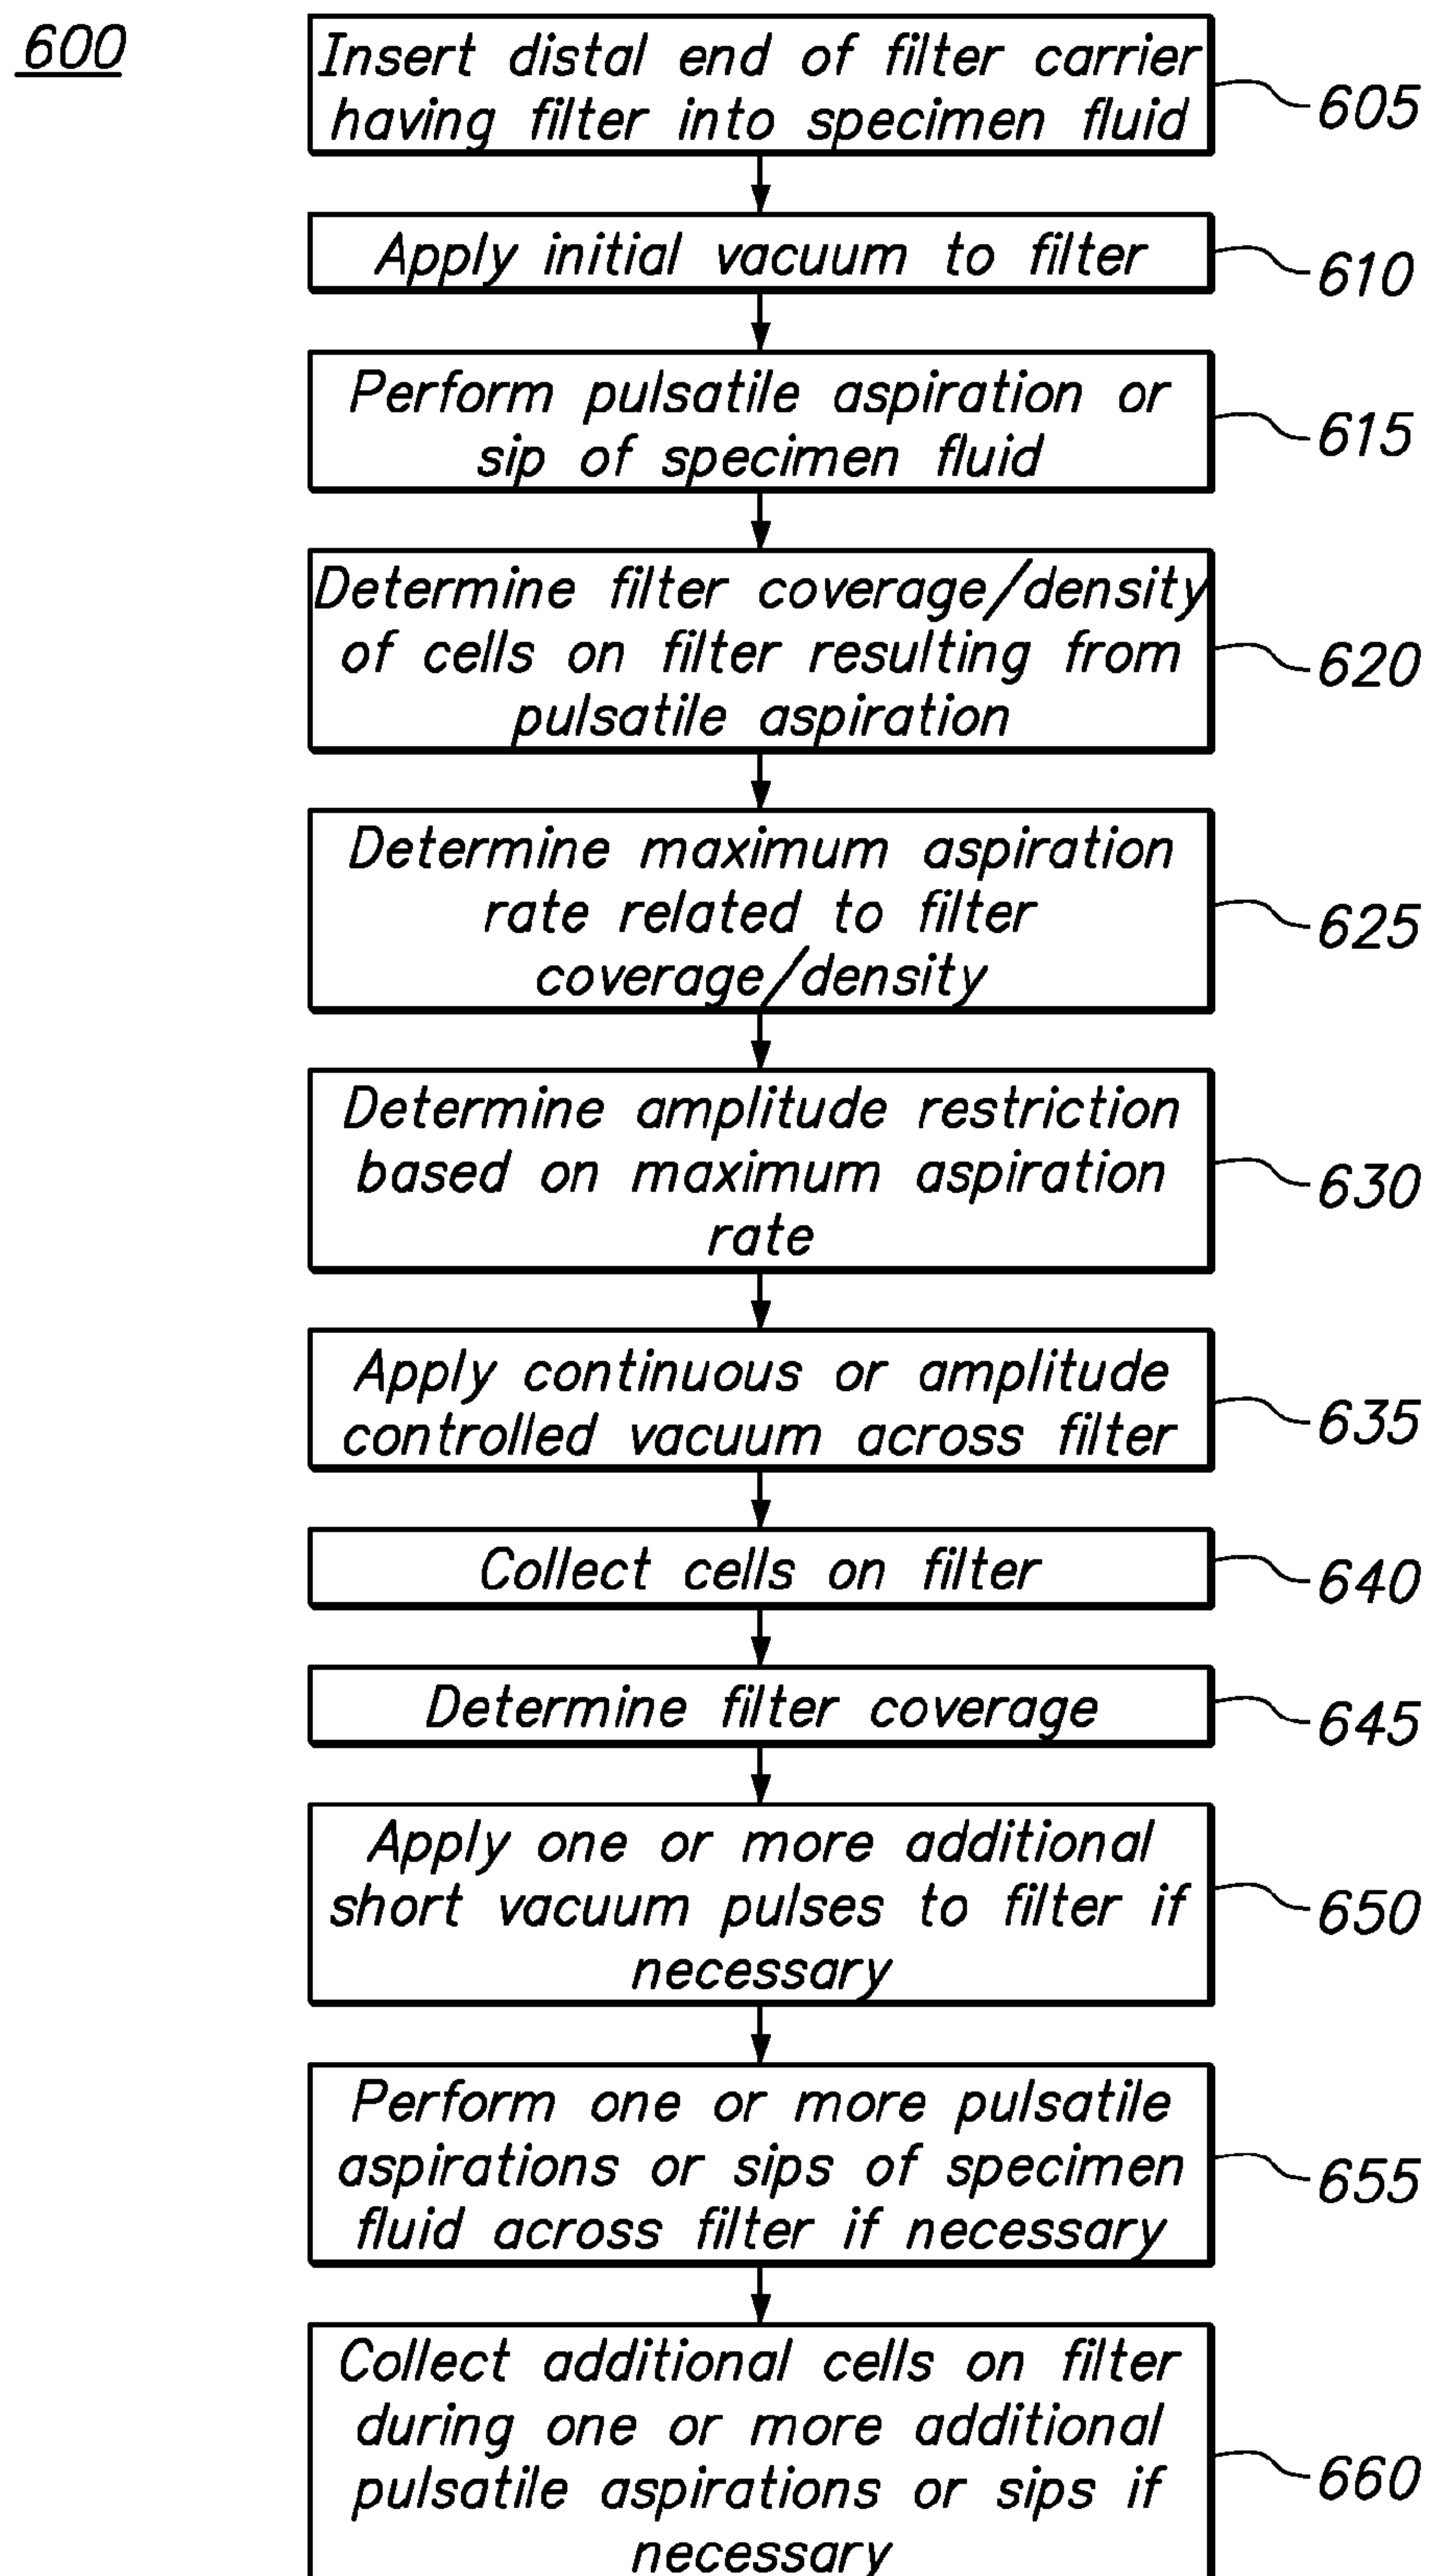 600
Insert distal end of filter carrier
having filter into specimen fluid
605
Apply initial vacuum to filter
610
Perform pulsatile aspiration or
sip of specimen fluid
615
Determine filter coverage/density
of cells on filter resulting from
pulsatile aspiration
620
Determine maximum aspiration
rate related to filter
coverage/density
625
Determine amplitude restriction
based on maximum aspiration
rate
630
Apply continuous or amplitude
controlled vacuum across filter
635
Collect cells on filter
640
Determine filter coverage
645
Apply one or more additional
short vacuum pulses to filter if
necessary
650
Perform one or more pulsatile
aspirations or sips of specimen
fluid across filter if necessary
655
Collect additional cells on filter
during one or more additional
pulsatile aspirations or sips if
necessary
660